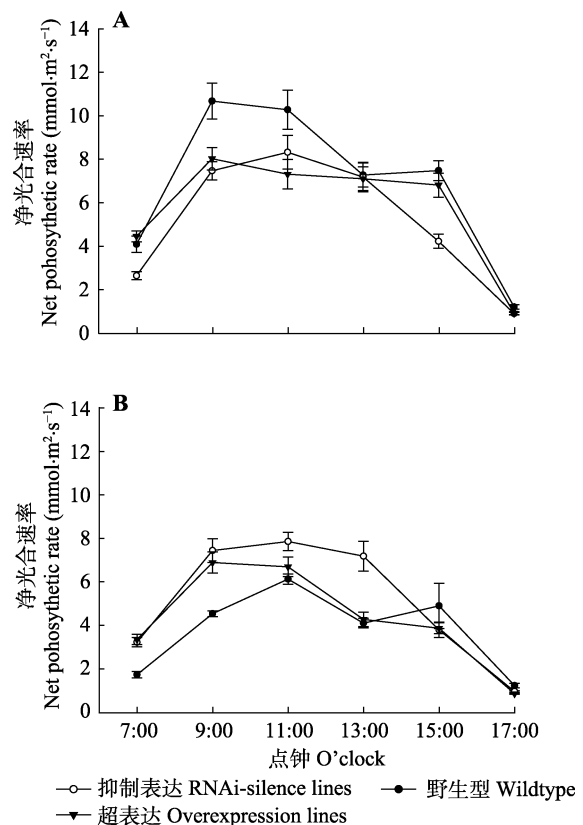 A
14
12
10
8
6
4
2
0
净光合速率
Net pohosythetic rate (mmol·m²·s⁻¹)
B
14
12
10
8
6
4
2
0
净光合速率
Net pohosythetic rate (mmol·m²·s⁻¹)
7:00 9:00 11:00 13:00 15:00 17:00
点钟 O'clock
抑制表达 RNAi-silence lines 野生型 Wildtype
超表达 Overexpression lines